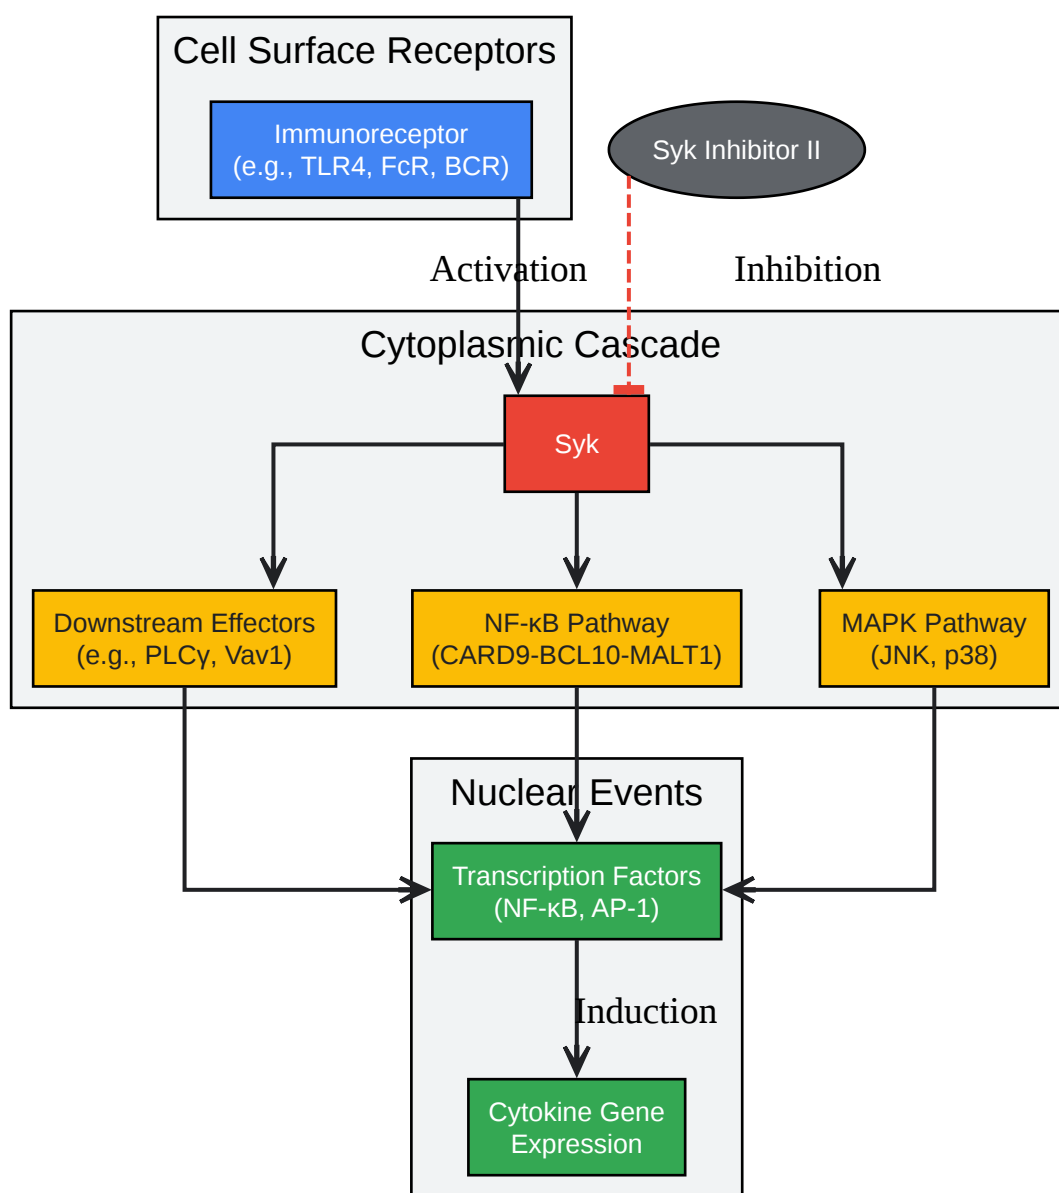 Cell Surface Receptors
Immunoreceptor
(e.g., TLR4, FcR, BCR)
Syk Inhibitor II
Activation
Inhibition
Cytoplasmic Cascade
Syk
Downstream Effectors
(e.g., PLCγ, Vav1)
NF-κB Pathway
(CARD9-BCL10-MALT1)
MAPK Pathway
(JNK, p38)
Nuclear Events
Transcription Factors
(NF-κB, AP-1)
Induction
Cytokine Gene
Expression